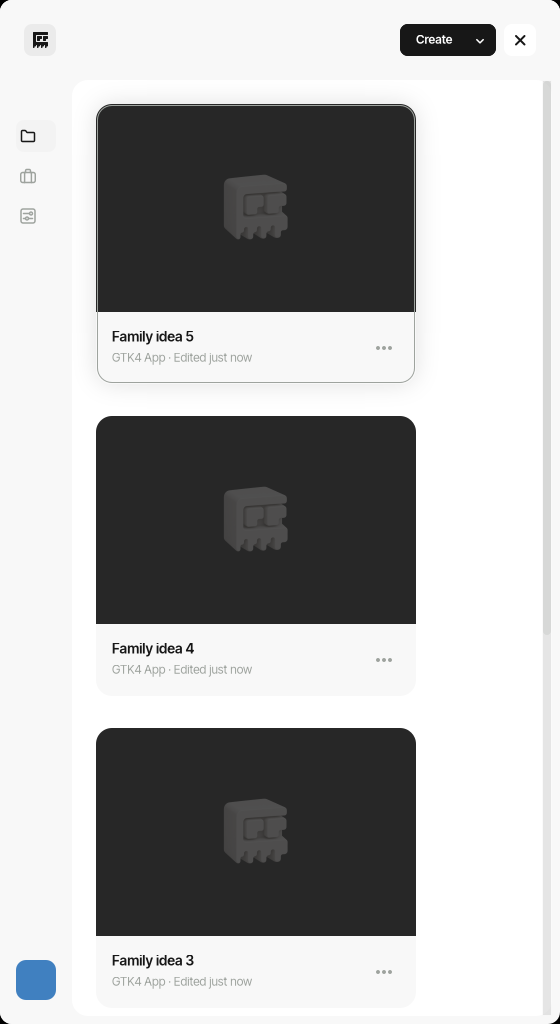 Create
Family idea 5
GTK4 App · Edited just now
Family idea 4
GTK4 App · Edited just now
Family idea 3
GTK4 App · Edited just now